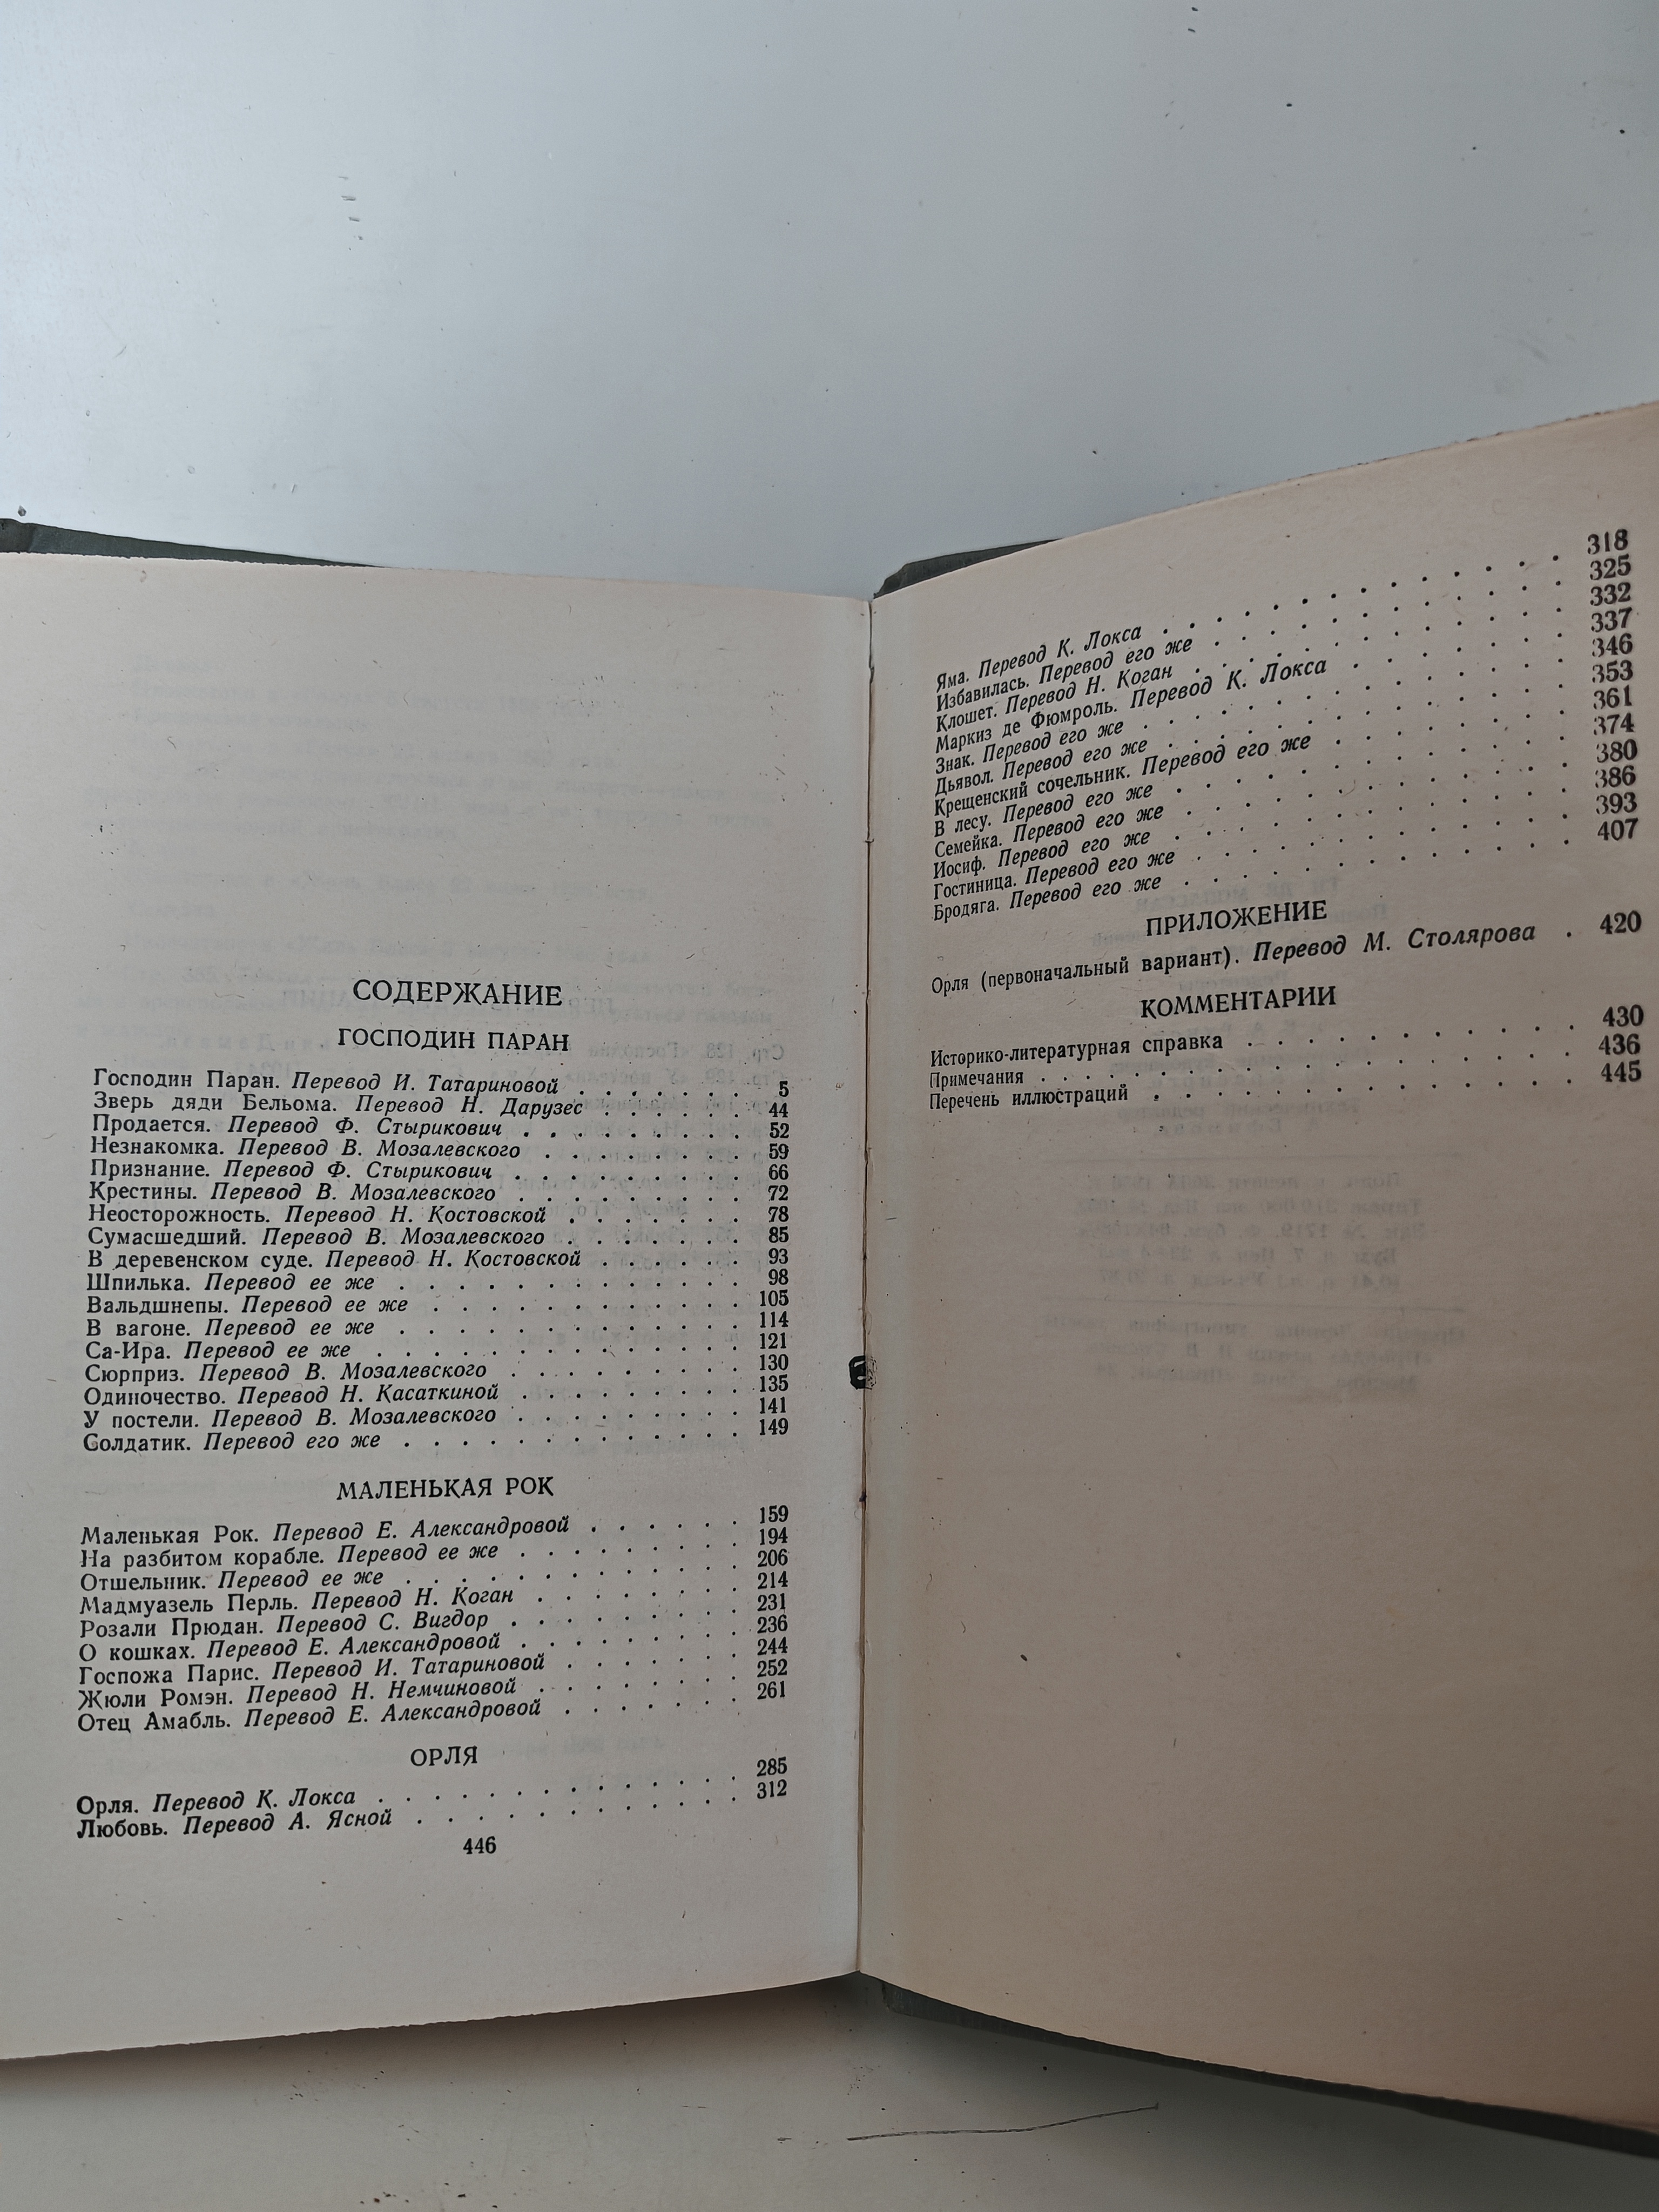 СОДЕРЖАНИЕ
ГОСПОДИН ПАРАН
Господин Паран. Перевод И. Татариновой . . . . . . . 5
Зверь дяди Бельома. Перевод Н. Дарузес . . . . . . 44
Продается. Перевод Ф. Стырикович . . . . . . . . . 52
Незнакомка. Перевод В. Мозалевского . . . . . . . . 59
Признание. Перевод Ф. Стырикович . . . . . . . . . 66
Крестины. Перевод В. Мозалевского . . . . . . . . . 72
Неосторожность. Перевод Н. Костовской . . . . . . . 78
Сумасшедший. Перевод В. Мозалевского . . . . . . . 85
В деревенском суде. Перевод Н. Костовской . . . . . . 93
Шпилька. Перевод ее же . . . . . . . . . . . . . 98
Вальдшнепы. Перевод ее же . . . . . . . . . . . . 105
В вагоне. Перевод ее же . . . . . . . . . . . . . 114
Са-Ира. Перевод ее же . . . . . . . . . . . . . . 121
Сюрприз. Перевод В. Мозалевского . . . . . . . . . 130
Одиночество. Перевод Н. Касаткиной . . . . . . . . . 135
У постели. Перевод В. Мозалевского . . . . . . . . . 141
Солдатик. Перевод его же . . . . . . . . . . . . . 149
МАЛЕНЬКАЯ РОК
Маленькая Рок. Перевод Е. Александровой . . . . . . 159
На разбитом корабле. Перевод ее же . . . . . . . . . 194
Отшельник. Перевод ее же . . . . . . . . . . . . . 206
Мадмуазель Перль. Перевод Н. Коган . . . . . . . . 214
Розали Прюдан. Перевод С. Вигдор . . . . . . . . . 231
О кошках. Перевод Е. Александровой . . . . . . . . . 236
Госпожа Парис. Перевод И. Татариновой . . . . . . . 244
Жюли Ромэн. Перевод Н. Немчиновой . . . . . . . . 252
Отец Амабль. Перевод Е. Александровой . . . . . . . 261
ОРЛЯ
Орля. Перевод К. Локса . . . . . . . . . . . . . . 285
Любовь. Перевод А. Ясной . . . . . . . . . . . . 312
446
Яма. Перевод К. Локса . . . . . . . . . . . . . . . 318
Избавилась. Перевод его же . . . . . . . . . . . . . 325
Клошет. Перевод Н. Коган . . . . . . . . . . . . . . 332
Маркиз де Фюмроль. Перевод К. Локса . . . . . . . . 337
Знак. Перевод его же . . . . . . . . . . . . . . . 346
Дьявол. Перевод его же . . . . . . . . . . . . . . 353
Крещенский сочельник. Перевод его же . . . . . . . . 361
В лесу. Перевод его же . . . . . . . . . . . . . . 374
Семейка. Перевод его же . . . . . . . . . . . . . . 380
Иосиф. Перевод его же . . . . . . . . . . . . . . 386
Гостиница. Перевод его же . . . . . . . . . . . . . 393
Бродяга. Перевод его же . . . . . . . . . . . . . . 407
ПРИЛОЖЕНИЕ
Орля (первоначальный вариант). Перевод М. Столярова . 420
КОММЕНТАРИИ
Историко-литературная справка . . . . . . . . . . . 430
Примечания . . . . . . . . . . . . . . . . . . . 436
Перечень иллюстраций . . . . . . . . . . . . . . . 445